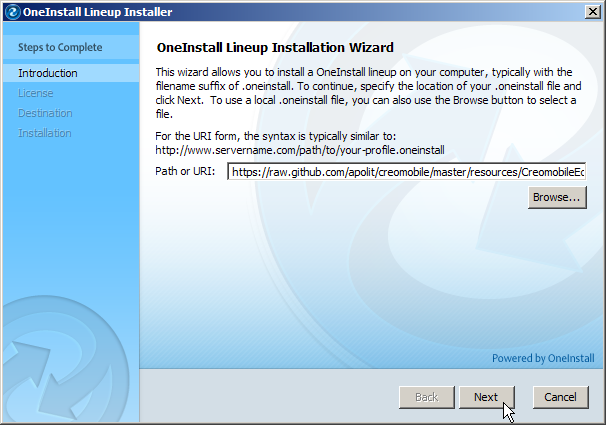 OneInstall Lineup Installer
Steps to Complete
Introduction
License
Destination
Installation
OneInstall Lineup Installation Wizard
This wizard allows you to install a OneInstall lineup on your computer, typically with the
filename suffix of .oneinstall. To continue, specify the location of your .oneinstall file and
click Next. To use a local .oneinstall file, you can also use the Browse button to select a
file.
For the URI form, the syntax is typically similar to:
http://www.servername.com/path/to/your-profile.oneinstall
Path or URI: https://raw.github.com/apolit/creomobile/master/resources/CreomobileEc
Browse...
Powered by OneInstall
Back Next Cancel